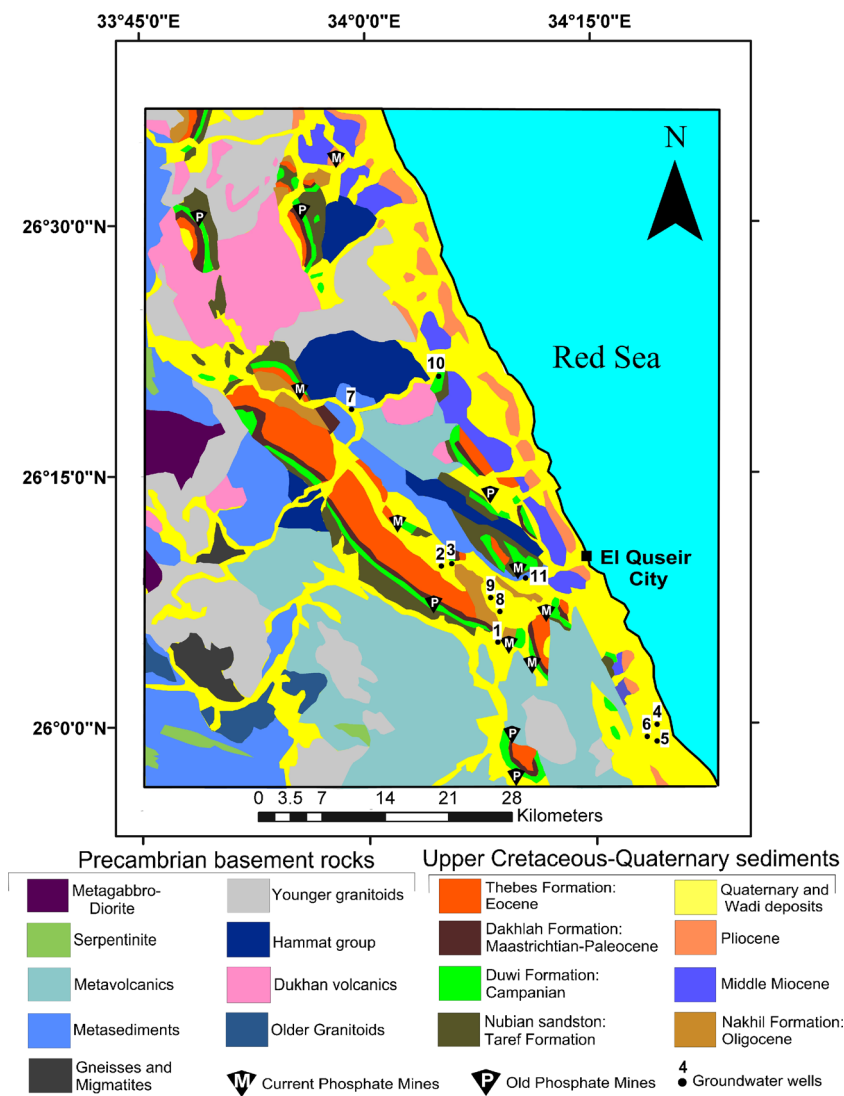 33°45'0"E 34°0'0"E 34°15'0"E
N
26°30'0"N
Red Sea
10
7
26°15'0"N
2 3
El Quseir
City
11
9
8
1
26°0'0"N
4
6
5
0 3.5 7 14 21 28
Kilometers
M
P
P
M
P
M
M
P
M
M
M
P
P
Precambrian basement rocks
Metagabbro-
Diorite
Serpentinite
Metavolcanics
Metasediments
Gneisses and
Migmatites
Younger granitoids
Hammat group
Dukhan volcanics
Older Granitoids
M Current Phosphate Mines
Upper Cretaceous-Quaternary sediments
Thebes Formation:
Eocene
Dakhlah Formation:
Maastrichtian-Paleocene
Duwi Formation:
Campanian
Nubian sandston:
Taref Formation
P Old Phosphate Mines
Quaternary and
Wadi deposits
Pliocene
Middle Miocene
Nakhil Formation:
Oligocene
4
Groundwater wells